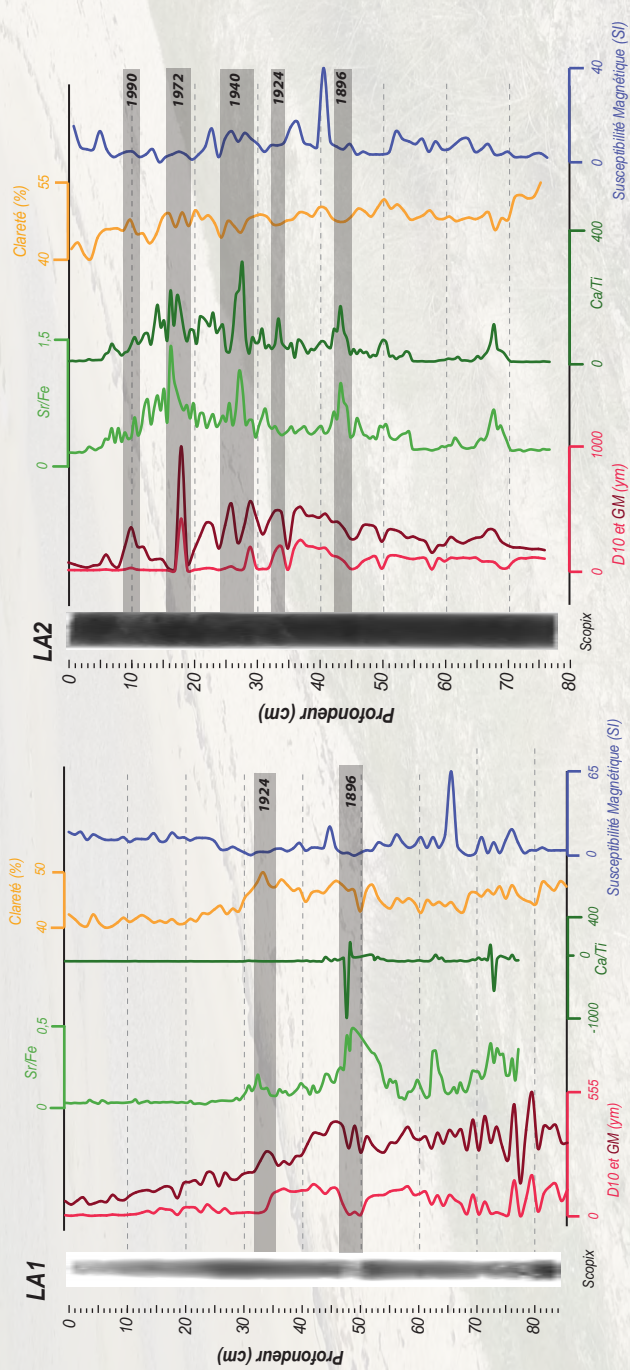 LA1
Profondeur (cm)
0
10
20
30
40
50
60
70
80
Scopix
D10 et GM (ym)
0
555
Sr/Fe
0
0,5
Ca/Ti
-1000
0
400
Clareté (%)
40
50
Susceptibilité Magnétique (SI)
0
65
1924
1896
LA2
Profondeur (cm)
0
10
20
30
40
50
60
70
80
Scopix
D10 et GM (ym)
0
1000
Sr/Fe
0
1,5
Ca/Ti
0
400
Clareté (%)
40
55
Susceptibilité Magnétique (SI)
0
40
1990
1972
1940
1924
1896